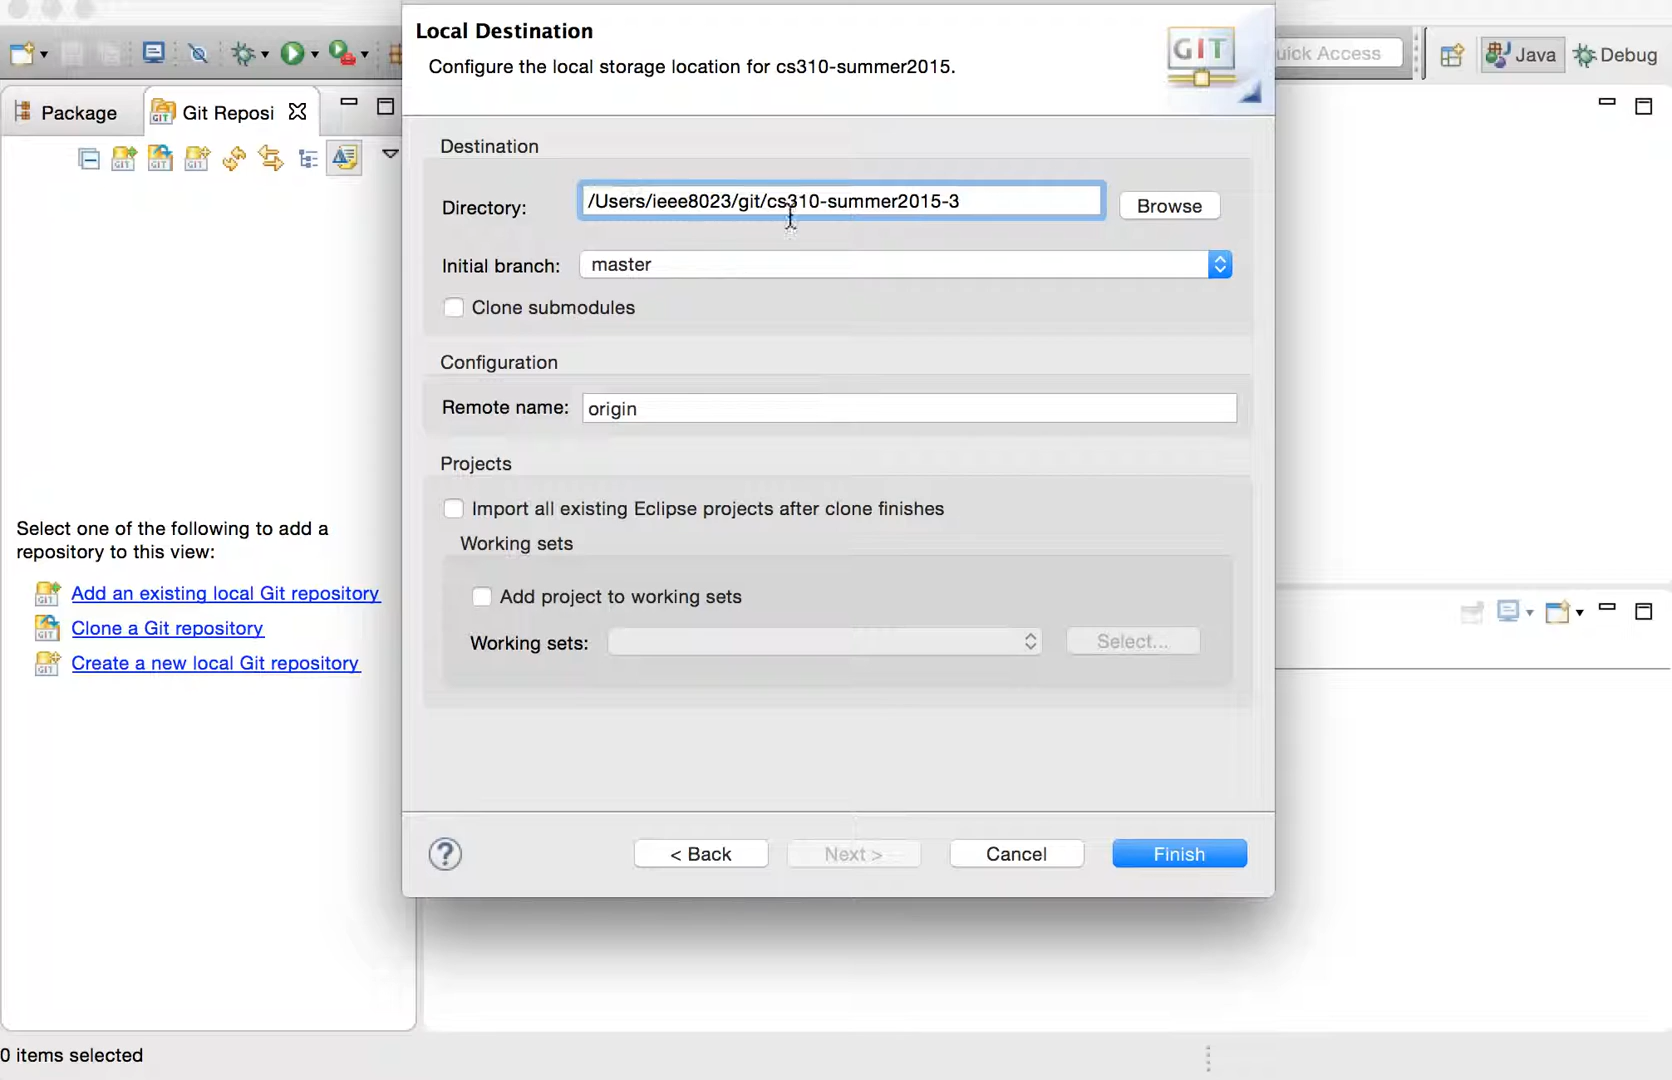 Local Destination
Configure the local storage location for cs310-summer2015.
GIT
uick Access
Java
Debug
Package
Git Reposi
Destination
Directory:
/Users/ieee8023/git/cs310-summer2015-3
Browse
Initial branch:
master
Clone submodules
Configuration
Remote name:
origin
Projects
Import all existing Eclipse projects after clone finishes
Working sets
Add project to working sets
Working sets:
Select...
Select one of the following to add a
repository to this view:
Add an existing local Git repository
Clone a Git repository
Create a new local Git repository
?
< Back
Next >
Cancel
Finish
0 items selected